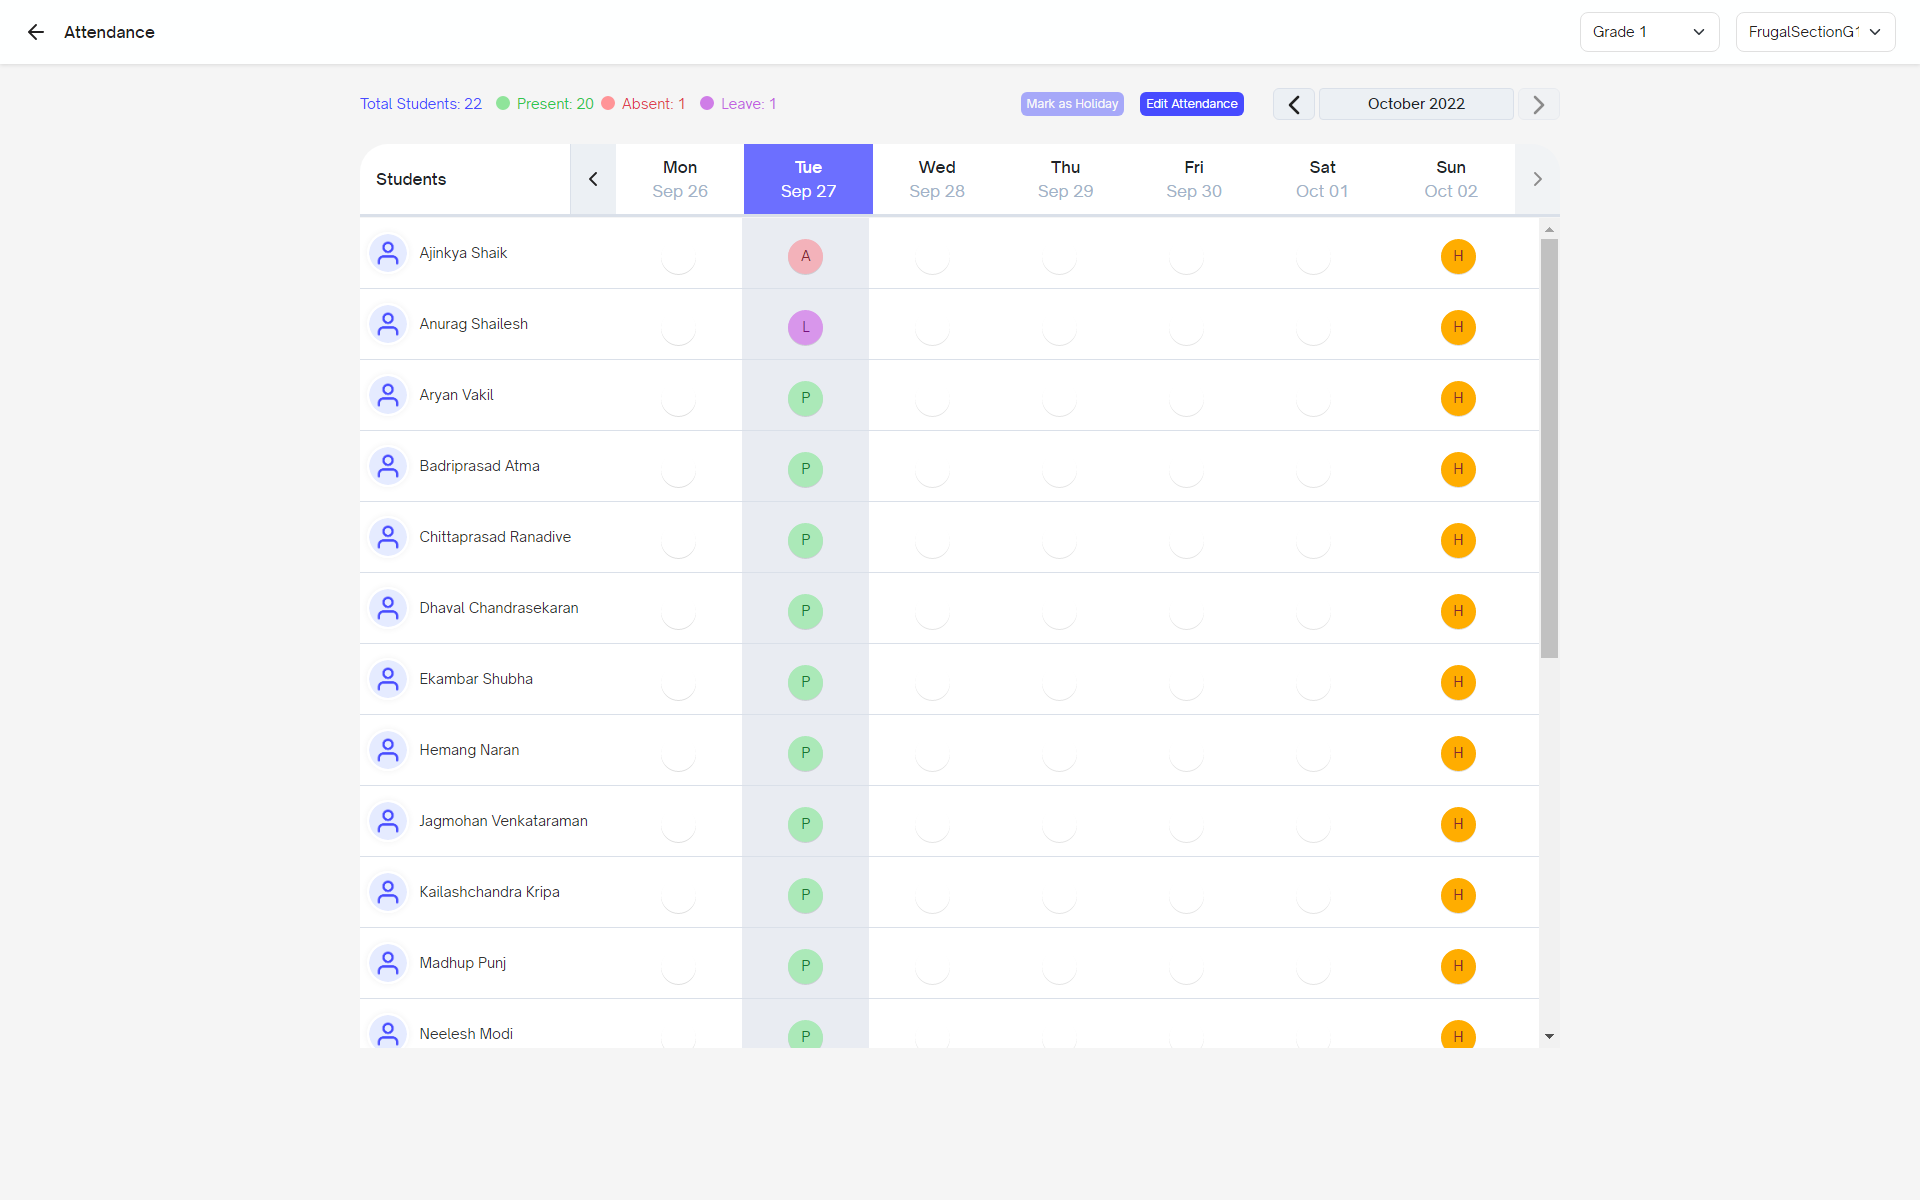 Attendance
Grade 1
FrugalSectionG1
Total Students: 22
Present: 20
Absent: 1
Leave: 1
Mark as Holiday
Edit Attendance
October 2022
Students
Mon
Sep 26
Tue
Sep 27
Wed
Sep 28
Thu
Sep 29
Fri
Sep 30
Sat
Oct 01
Sun
Oct 02
Ajinkya Shaik A H
Anurag Shailesh L H
Aryan Vakil P H
Badriprasad Atma P H
Chittaprasad Ranadive P H
Dhaval Chandrasekaran P H
Ekambar Shubha P H
Hemang Naran P H
Jagmohan Venkataraman P H
Kailashchandra Kripa P H
Madhup Punj P H
Neelesh Modi P H